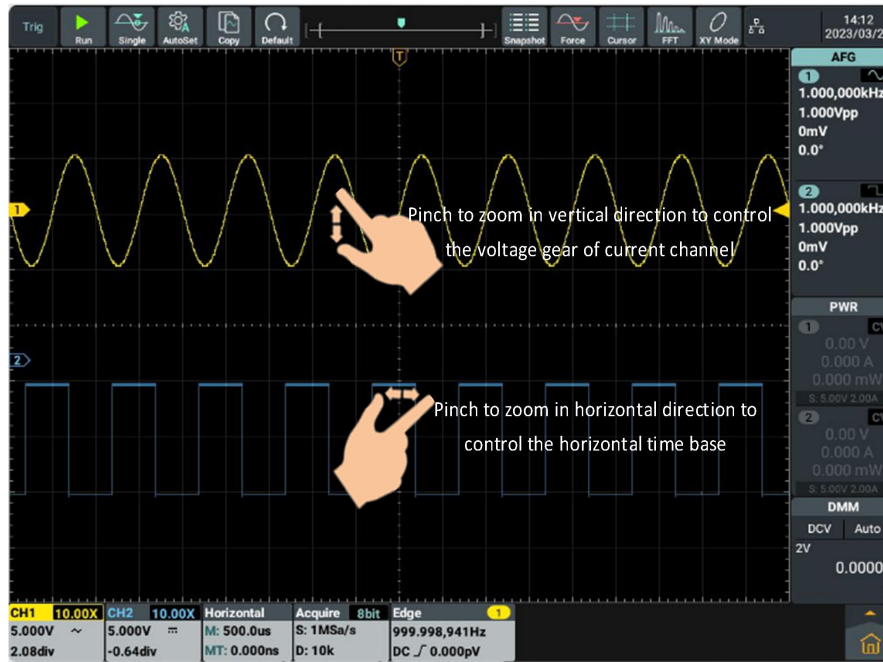 Trig
Run
Single
AutoSet
Copy
Default
Snapshot
Force
Cursor
FFT
XY Mode
14:12
2023/03/2
T
AFG
1
1.000,000kHz
1.000Vpp
0mV
0.0°
2
1.000,000kHz
1.000Vpp
0mV
0.0°
1
Pinch to zoom in vertical direction to control
the voltage gear of current channel
2
Pinch to zoom in horizontal direction to
control the horizontal time base
PWR
1 CV
0.00 V
0.000 A
0.000 mW
S: 5.00V 2.00A
2 CV
0.00 V
0.000 A
0.000 mW
S: 5.00V 2.00A
DMM
DCV Auto
2V
0.0000
CH1 10.00X
5.000V ~
2.08div
CH2 10.00X
5.000V
-0.64div
Horizontal
M: 500.0us
MT: 0.000ns
Acquire 8bit
S: 1MSa/s
D: 10k
Edge 1
999.998,941Hz
DC 0.000pV